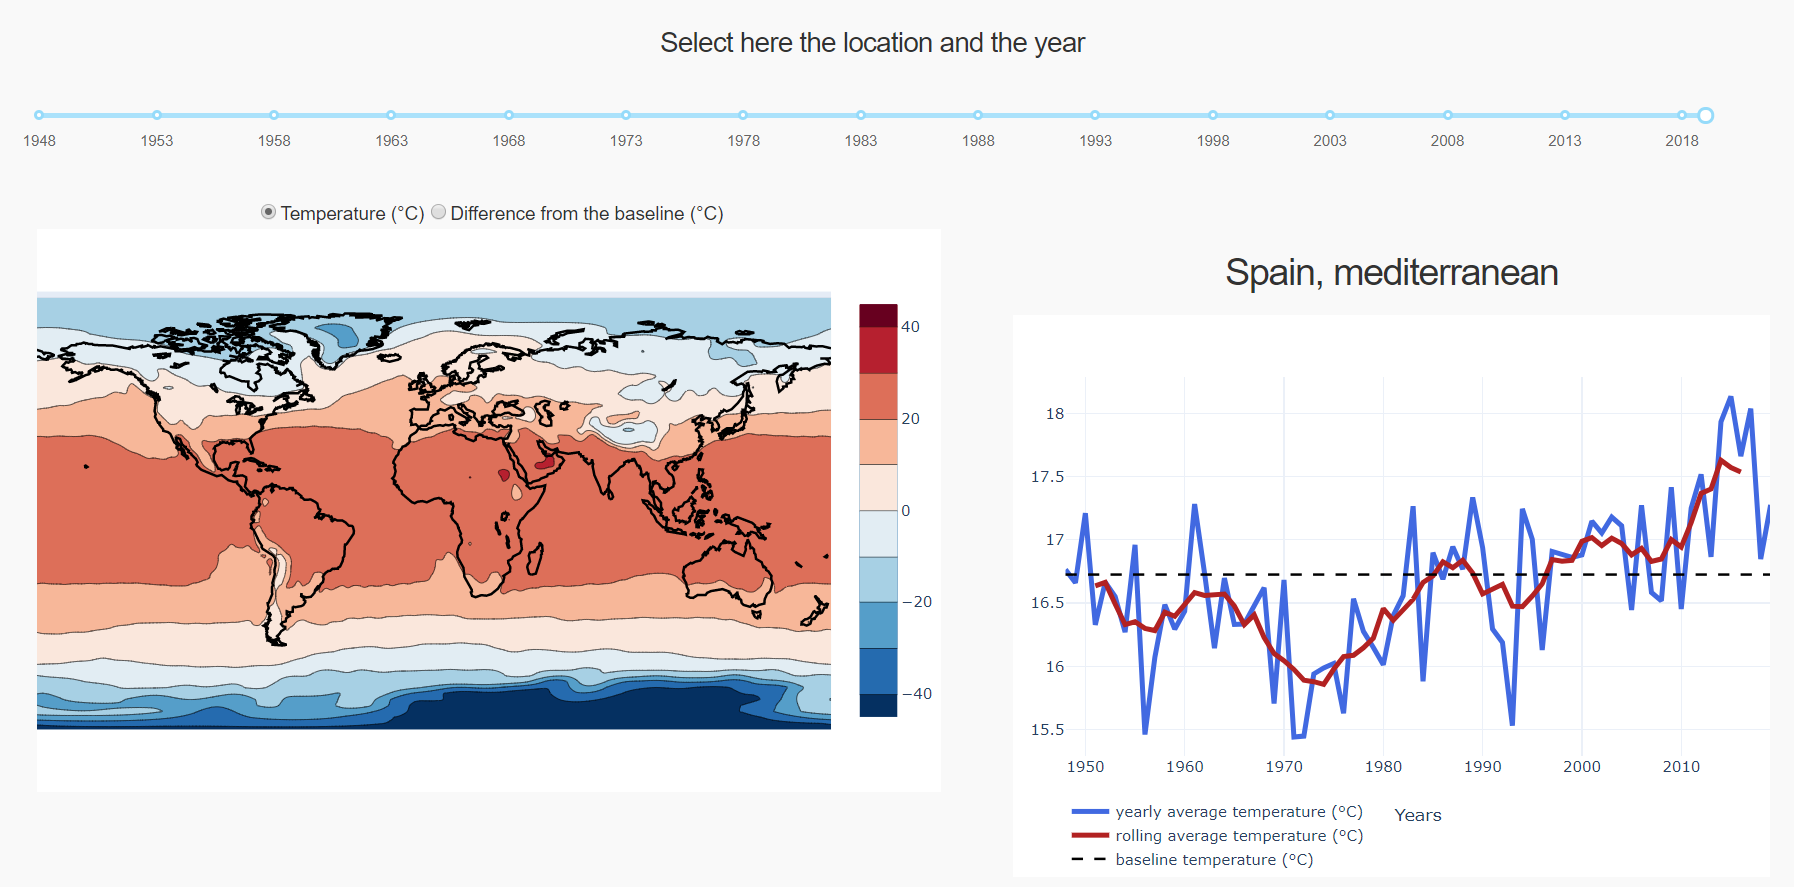 Select here the location and the year
1948 1953 1958 1963 1968 1973 1978 1983 1988 1993 1998 2003 2008 2013 2018
Temperature (°C) Difference from the baseline (°C)
40
20
0
−20
−40
Spain, mediterranean
18
17.5
17
16.5
16
15.5
1950 1960 1970 1980 1990 2000 2010
Years
yearly average temperature (°C)
rolling average temperature (°C)
baseline temperature (°C)